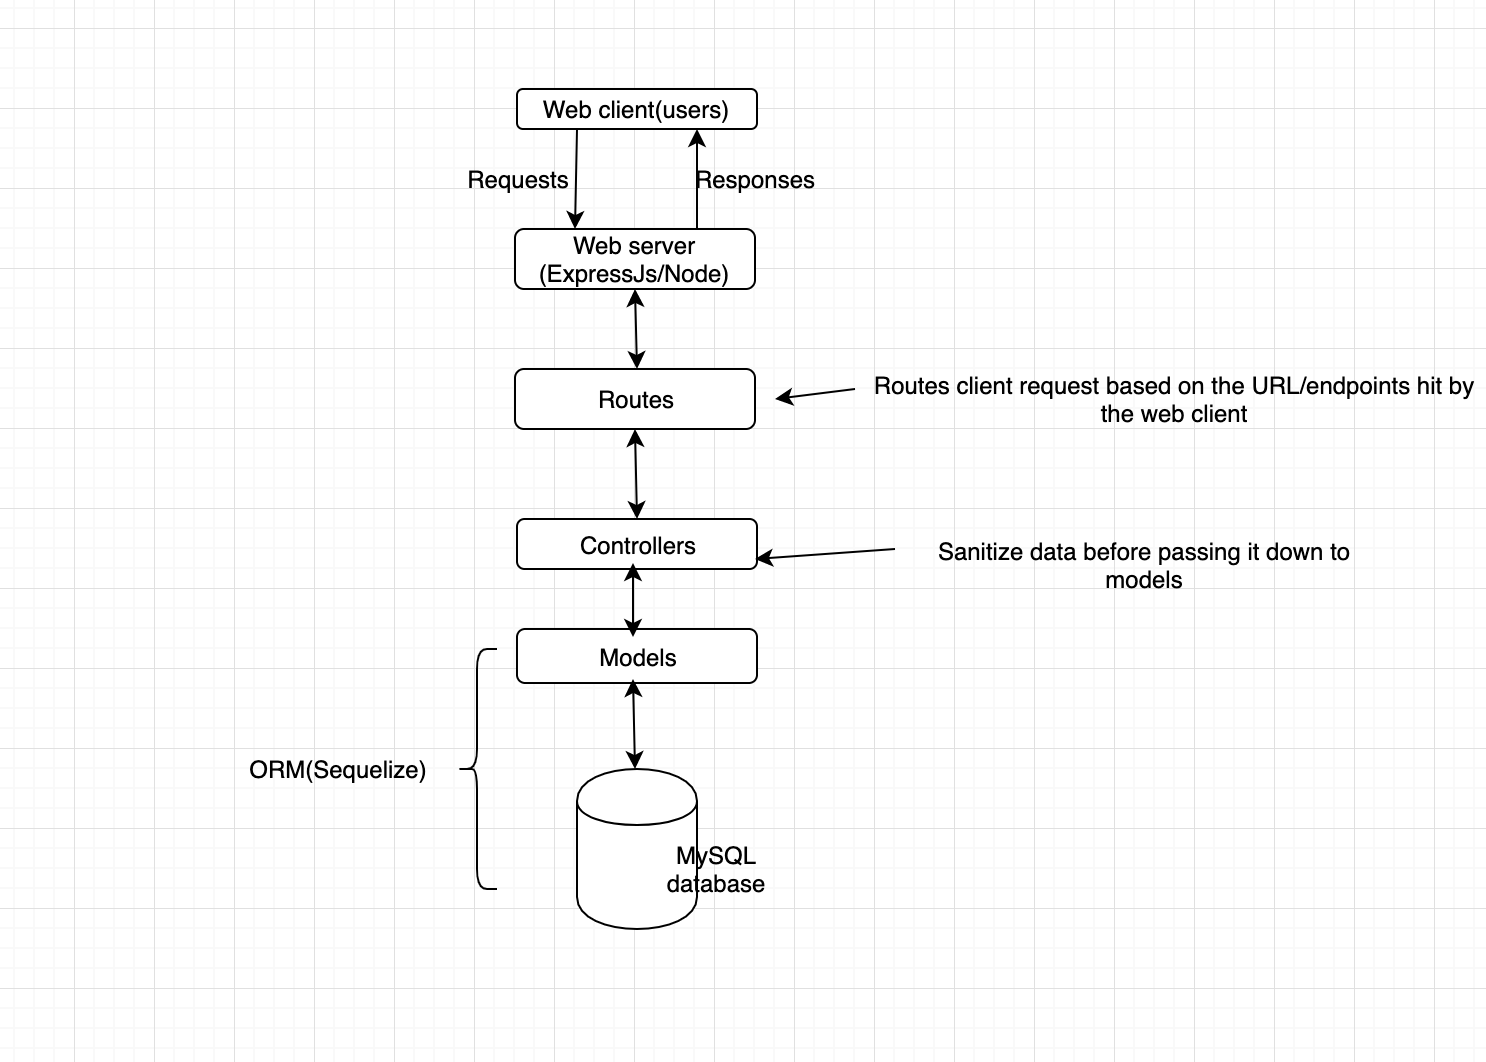 Web client(users)
Requests
Responses
Web server
(ExpressJs/Node)
Routes
Routes client request based on the URL/endpoints hit by
the web client
Controllers
Sanitize data before passing it down to
models
Models
ORM(Sequelize)
MySQL
database